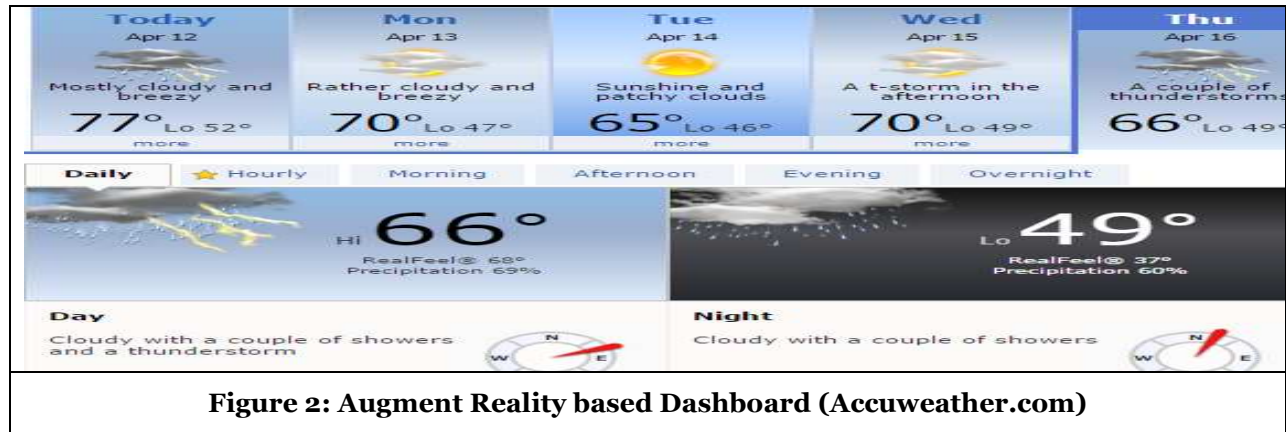 Today
Apr 12
Mostly cloudy and
breezy
77° Lo 52°
more
Mon
Apr 13
Rather cloudy and
breezy
70° Lo 47°
more
Tue
Apr 14
Sunshine and
patchy clouds
65° Lo 46°
more
Wed
Apr 15
A t-storm in the
afternoon
70° Lo 49°
more
Thu
Apr 16
A couple of
thunderstorms
66° Lo 49°
Daily Hourly Morning Afternoon Evening Overnight
Hi 66°
RealFeel® 68°
Precipitation 69%
Lo 49°
RealFeel® 37°
Precipitation 60%
Day
Cloudy with a couple of showers
and a thunderstorm
N
W E
Night
Cloudy with a couple of showers
N
W E
Figure 2: Augment Reality based Dashboard (Accuweather.com)